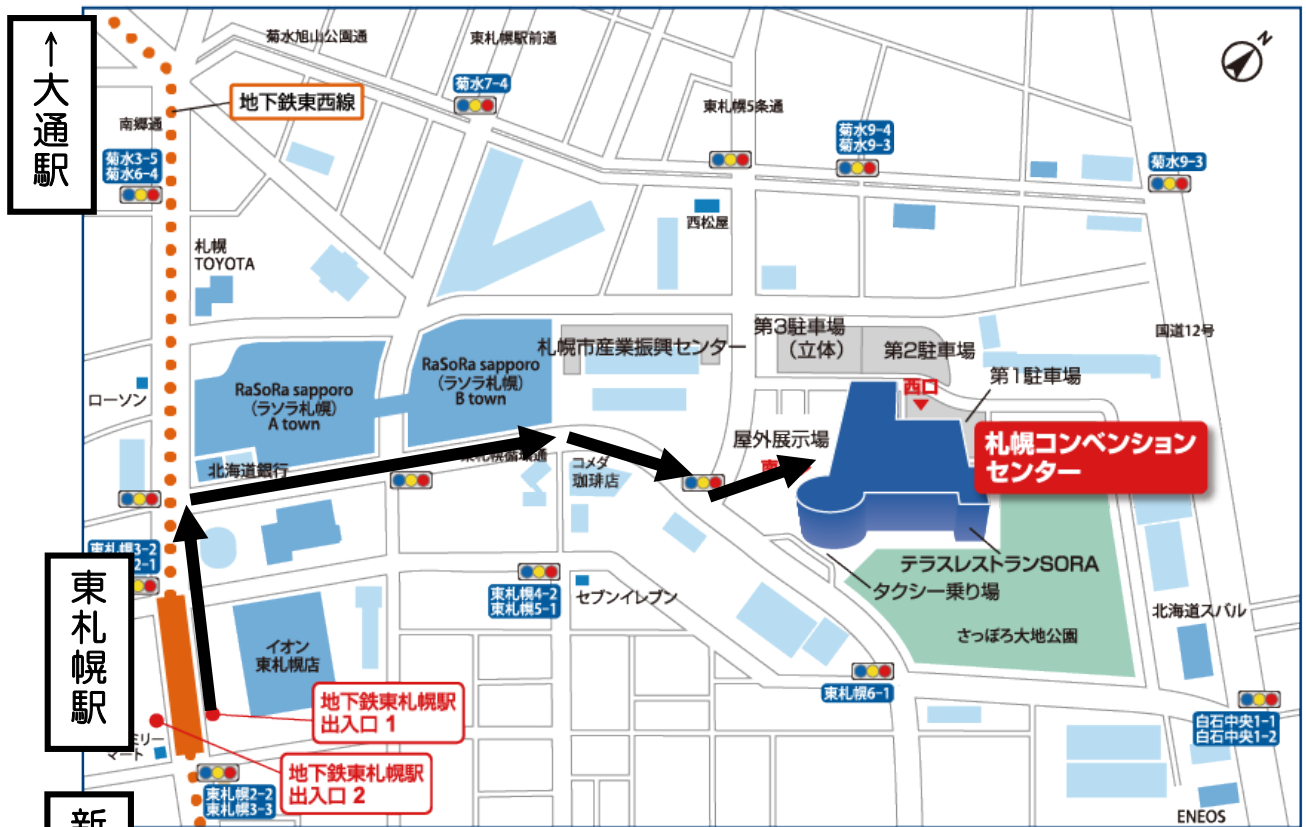 ↑大通駅
菊水旭山公園通
東札幌駅前通
N
菊水7-4
地下鉄東西線
南郷通
東札幌5条通
菊水3-5
菊水6-4
菊水9-4
菊水9-3
菊水9-3
西松屋
札幌
TOYOTA
第3駐車場
(立体)
国道12号
札幌市産業振興センター
第2駐車場
RaSoRa sapporo
(ラソラ札幌)
B town
第1駐車場
西口
RaSoRa sapporo
(ラソラ札幌)
A town
ローソン
屋外展示場
札幌コンベンション
センター
北海道銀行
コメダ
珈琲店
東札幌3-2
東札幌駅
テラスレストランSORA
タクシー乗り場
東札幌4-2
東札幌5-1
セブンイレブン
北海道スバル
さっぽろ大地公園
イオン
東札幌店
東札幌6-1
地下鉄東札幌駅
出入口 1
白石中央1-1
白石中央1-2
マート
地下鉄東札幌駅
出入口 2
東札幌2-2
東札幌3-3
新
ENEOS